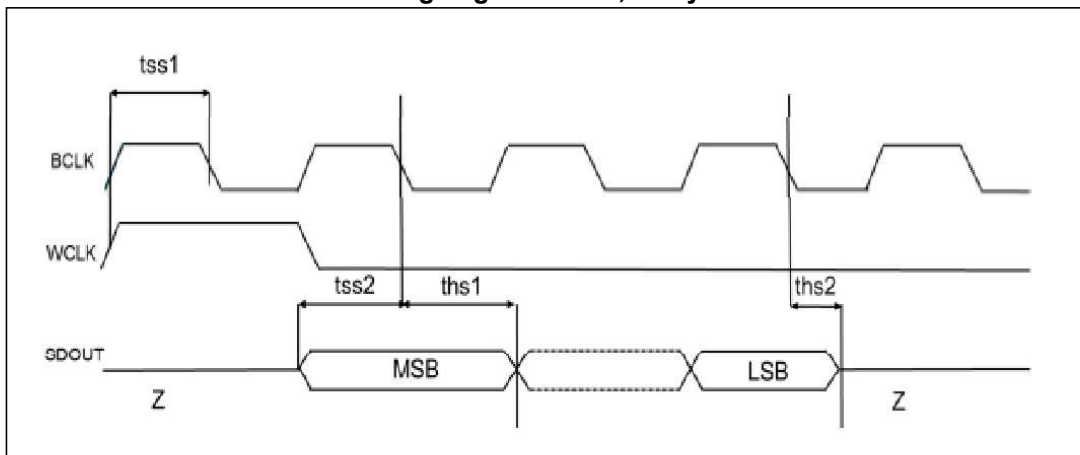 tss1
BCLK
WCLK
tss2
ths1
ths2
SDOUT
MSB
LSB
Z
Z